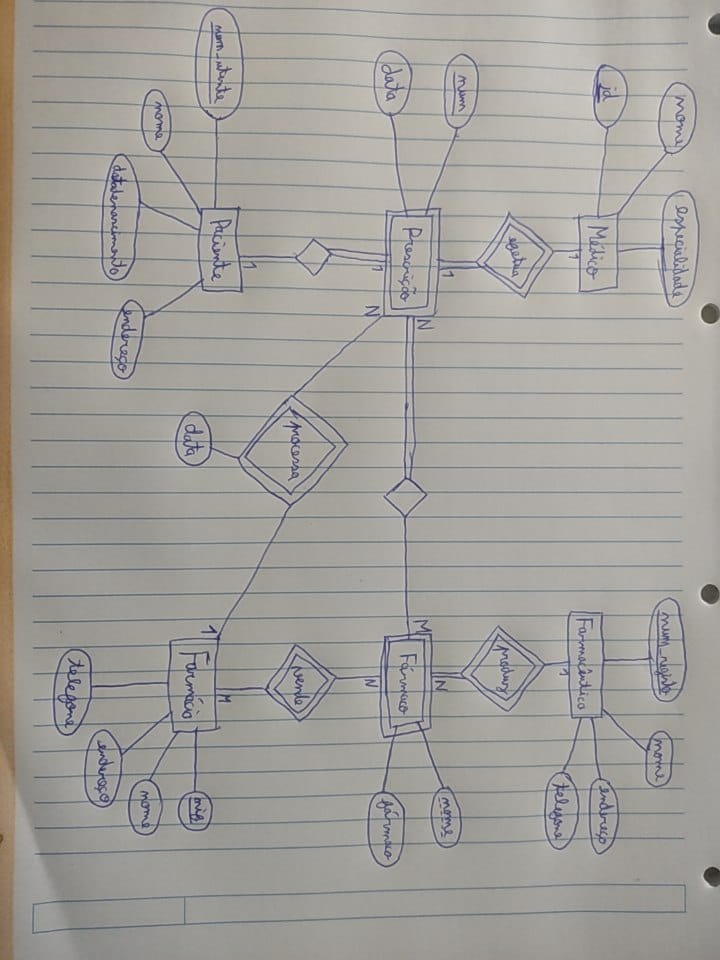 nome
especialidade
id
Médico
1
efetua
1
num
data
Prescrição
N
N
1
1
num_utente
Paciente
nome
datadenascimento
endereço
processa
data
num_registo
nome
Farmacêutico
endereço
telefone
1
produz
N
M
Fármaco
nome
fármaco
N
vende
M
1
Farmácia
nif
nome
endereço
telefone